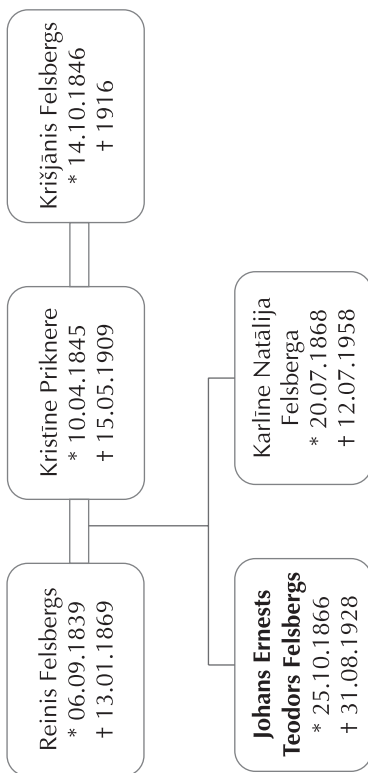 Reinis Felsbergs
* 06.09.1839
† 13.01.1869
Kristīne Priknere
* 10.04.1845
† 15.05.1909
Krišjānis Felsbergs
* 14.10.1846
† 1916
Johans Ernests
Teodors Felsbergs
* 25.10.1866
† 31.08.1928
Karlīne Natālija
Felsberga
* 20.07.1868
† 12.07.1958